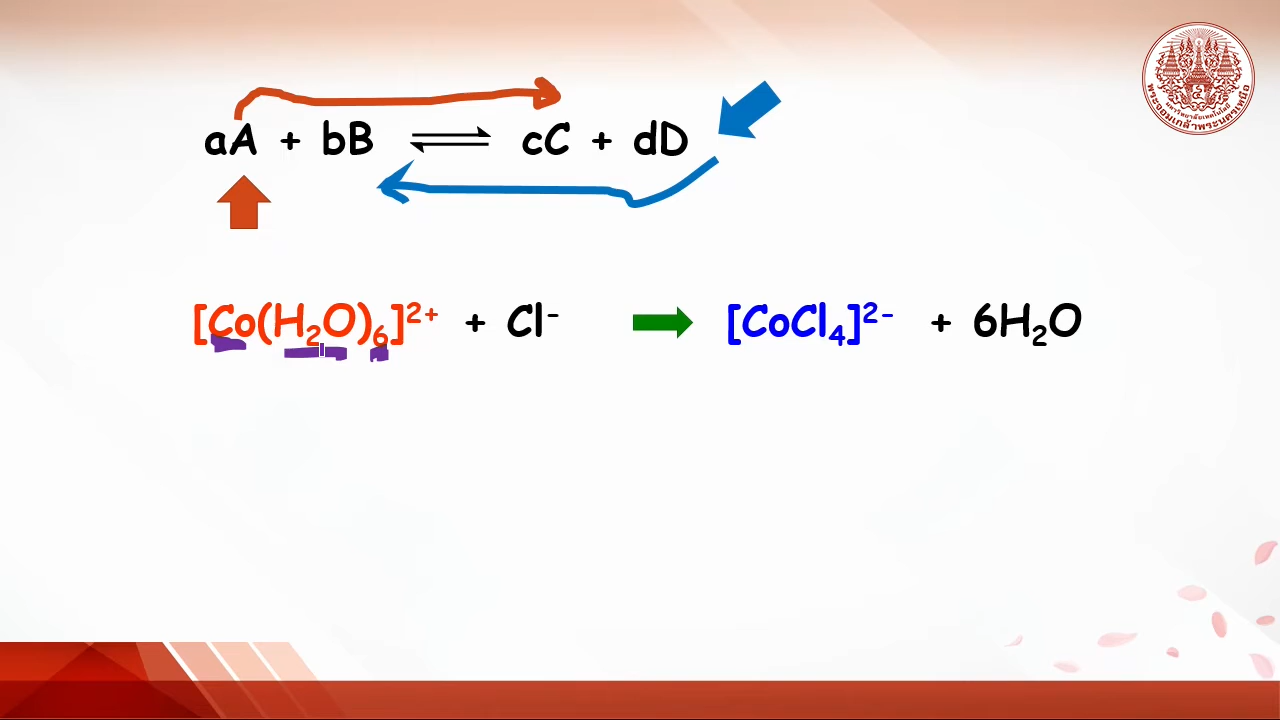 aA + bB ⇌ cC + dD
[Co(H₂O)₆]²⁺ + Cl⁻ → [CoCl₄]²⁻ + 6H₂O